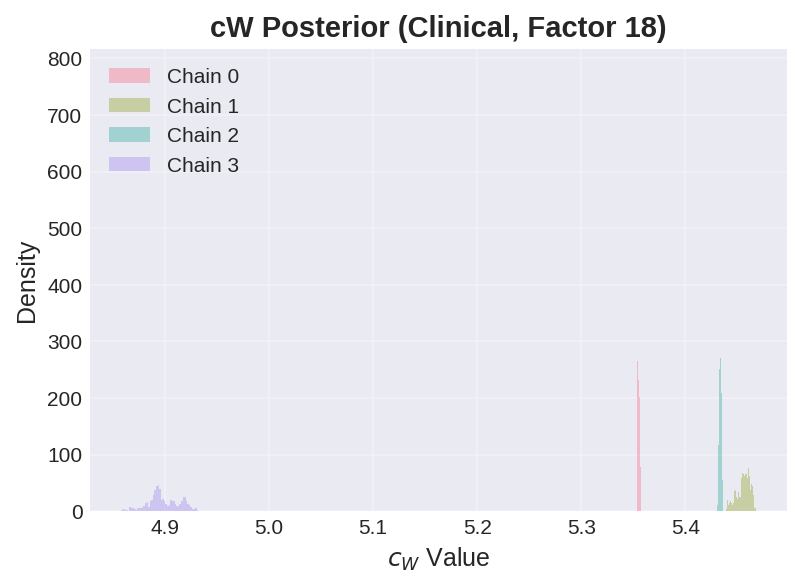 cW Posterior (Clinical, Factor 18)
800
700
600
500
400
300
200
100
0
Density
Chain 0
Chain 1
Chain 2
Chain 3
4.9 5.0 5.1 5.2 5.3 5.4
c_W Value